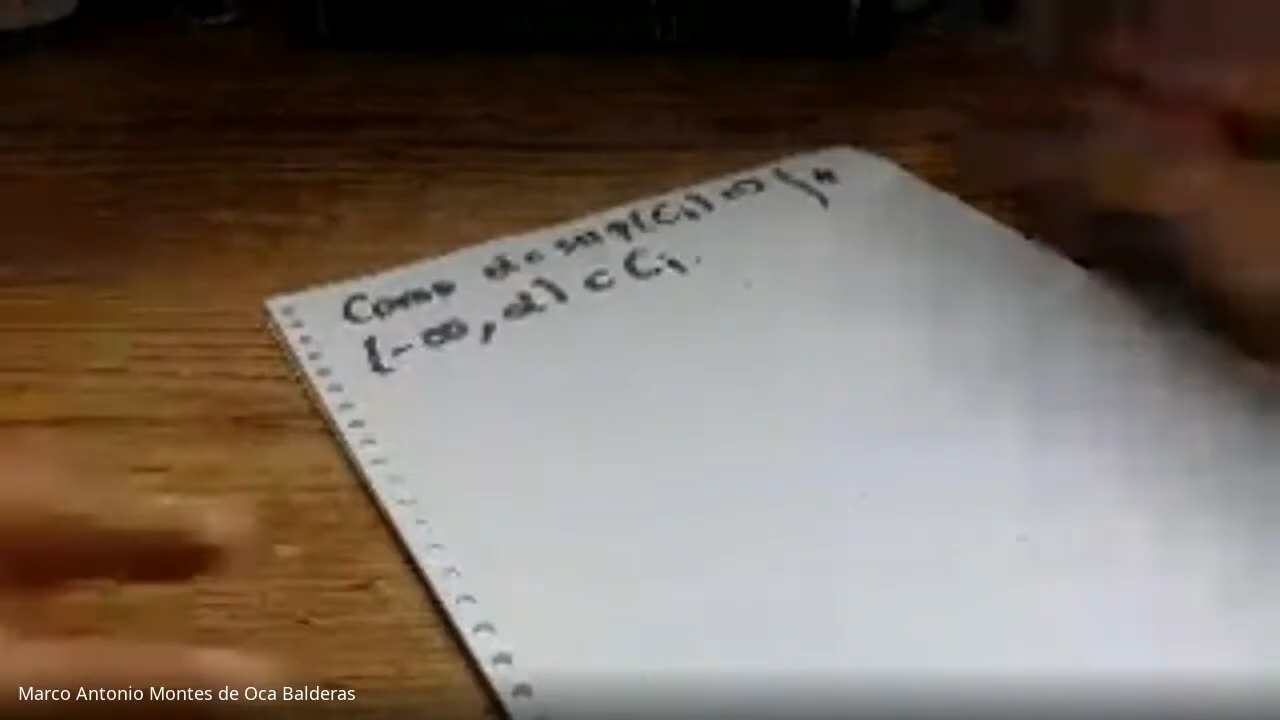 Como α = sup(C₁) ⇒
(-∞, α) ⊂ C₁.
Marco Antonio Montes de Oca Balderas